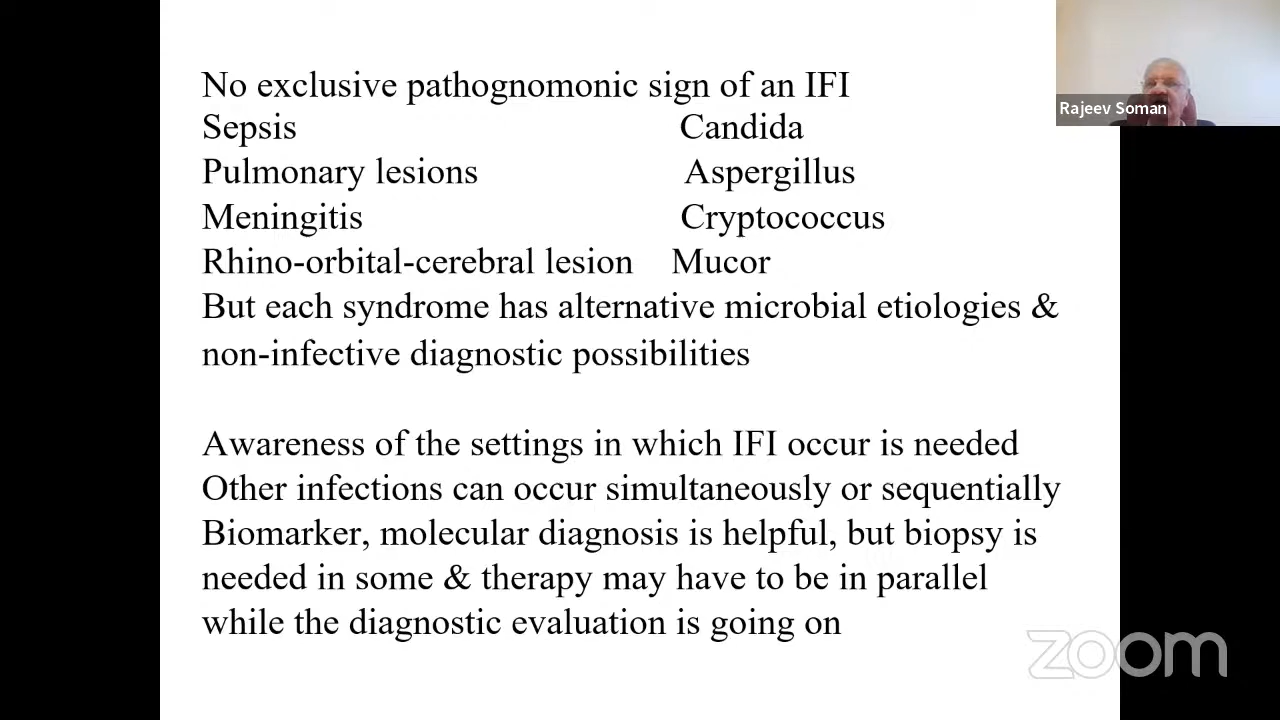 No exclusive pathognomonic sign of an IFI
Sepsis Candida
Pulmonary lesions Aspergillus
Meningitis Cryptococcus
Rhino-orbital-cerebral lesion Mucor
But each syndrome has alternative microbial etiologies &
non-infective diagnostic possibilities
Awareness of the settings in which IFI occur is needed
Other infections can occur simultaneously or sequentially
Biomarker, molecular diagnosis is helpful, but biopsy is
needed in some & therapy may have to be in parallel
while the diagnostic evaluation is going on
Rajeev Soman
zoom